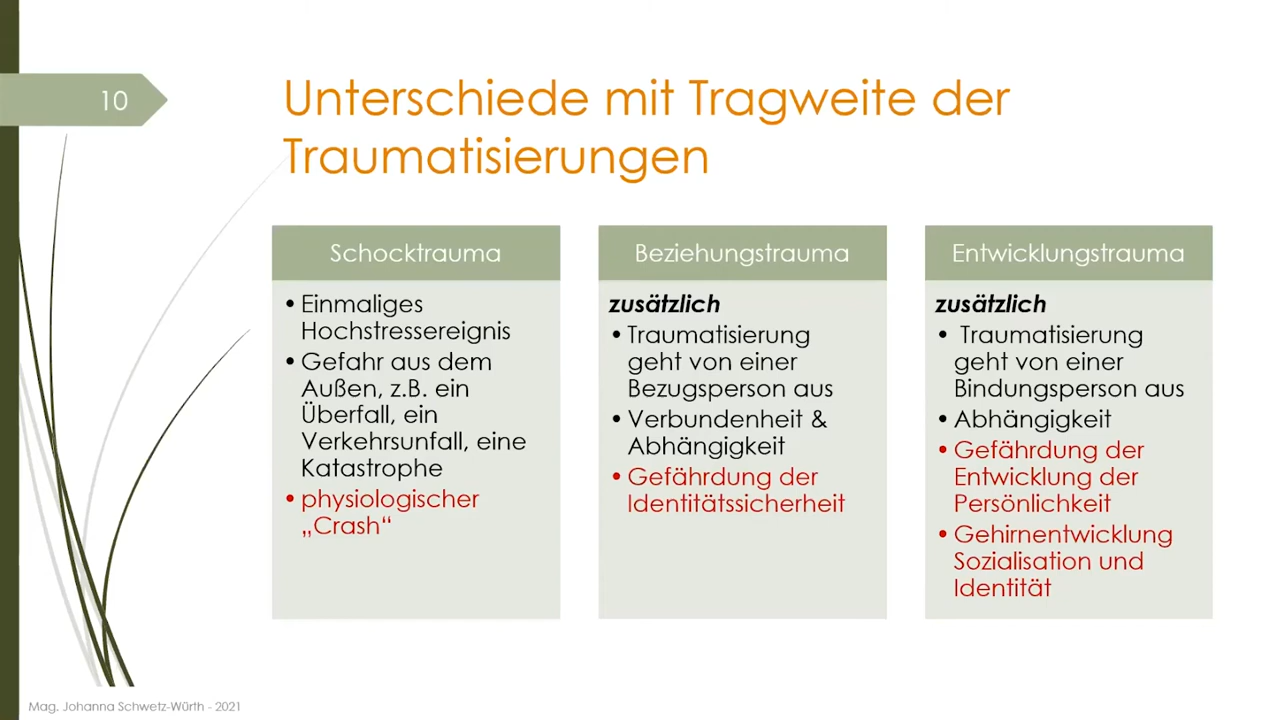 10
Unterschiede mit Tragweite der
Traumatisierungen
Schocktrauma
• Einmaliges
Hochstressereignis
• Gefahr aus dem
Außen, z.B. ein
Überfall, ein
Verkehrsunfall, eine
Katastrophe
• physiologischer
„Crash“
Beziehungstrauma
zusätzlich
• Traumatisierung
geht von einer
Bezugsperson aus
• Verbundenheit &
Abhängigkeit
• Gefährdung der
Identitätssicherheit
Entwicklungstrauma
zusätzlich
• Traumatisierung
geht von einer
Bindungsperson aus
• Abhängigkeit
• Gefährdung der
Entwicklung der
Persönlichkeit
• Gehirnentwicklung
Sozialisation und
Identität
Mag. Johanna Schwetz-Würth - 2021